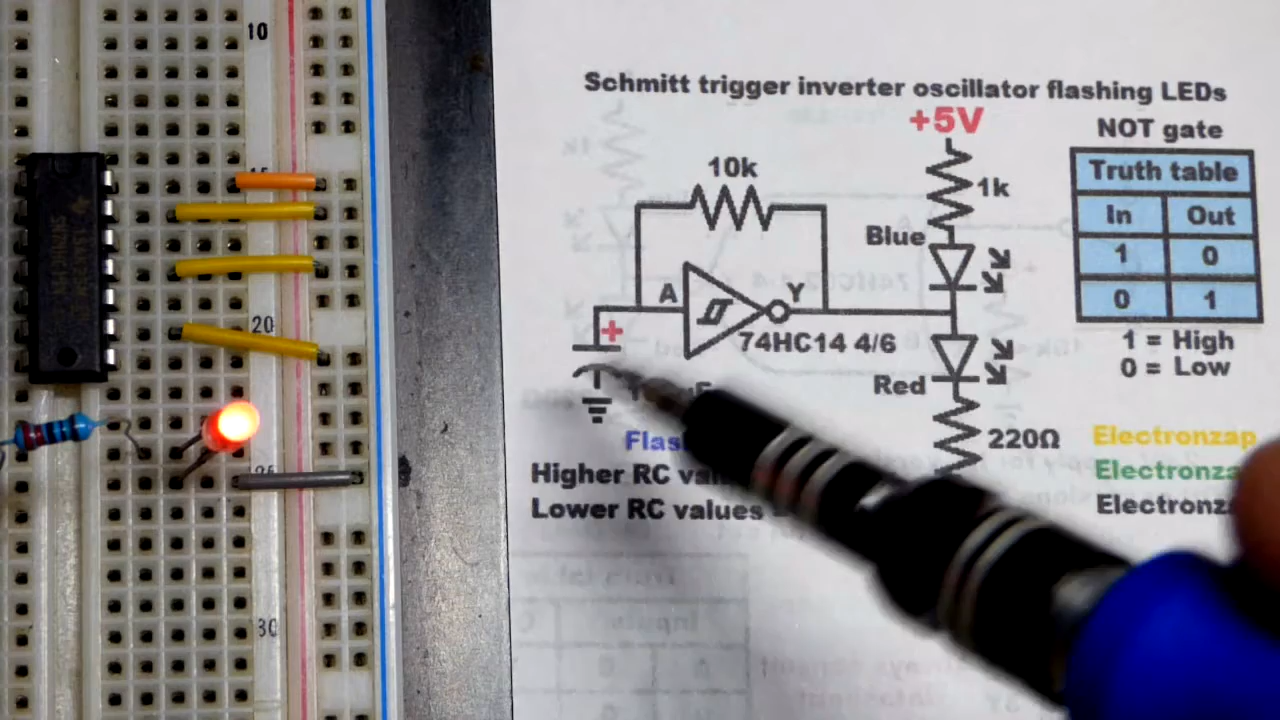 10
15
20
25
30
Schmitt trigger inverter oscillator flashing LEDs
+5V
10k
1k
Blue
A
Y
+
74HC14 4/6
Red
220Ω
NOT gate
Truth table
In Out
1 0
0 1
1 = High
0 = Low
Higher RC
Lower RC values
Electronzap